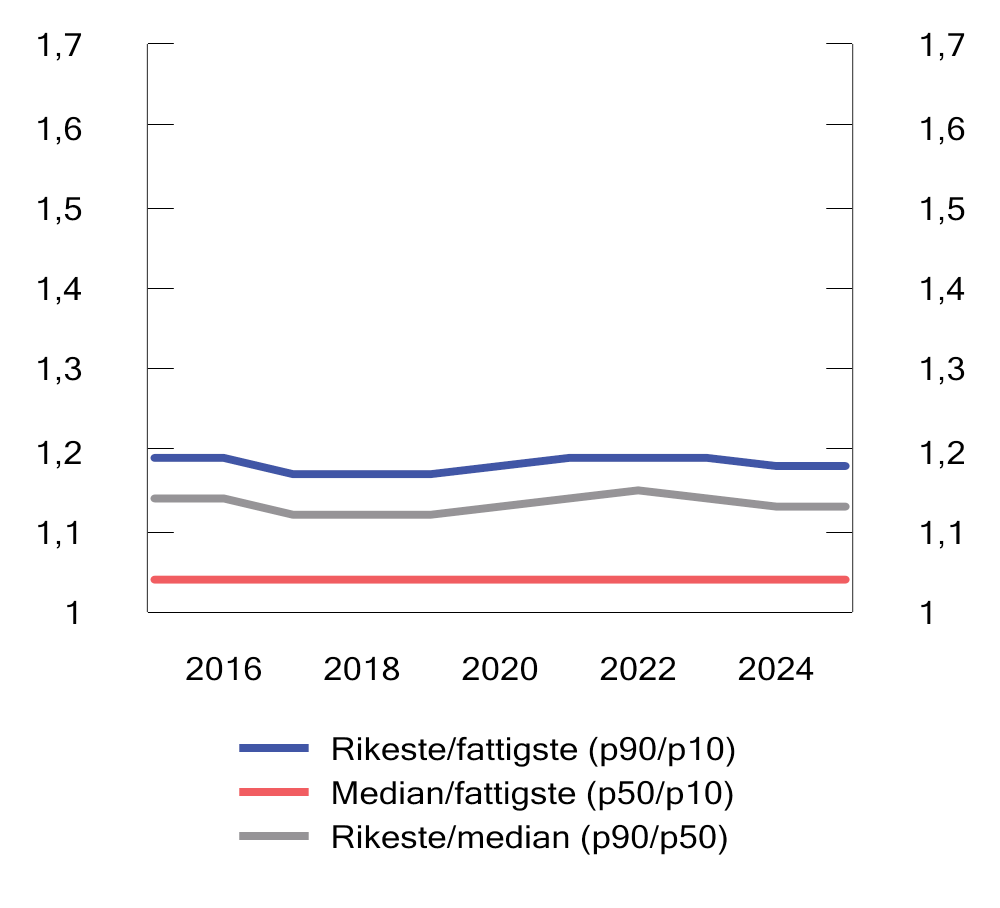 1,7 1,7
1,6 1,6
1,5 1,5
1,4 1,4
1,3 1,3
1,2 1,2
1,1 1,1
1 1
2016 2018 2020 2022 2024
Rikeste/fattigste (p90/p10)
Median/fattigste (p50/p10)
Rikeste/median (p90/p50)